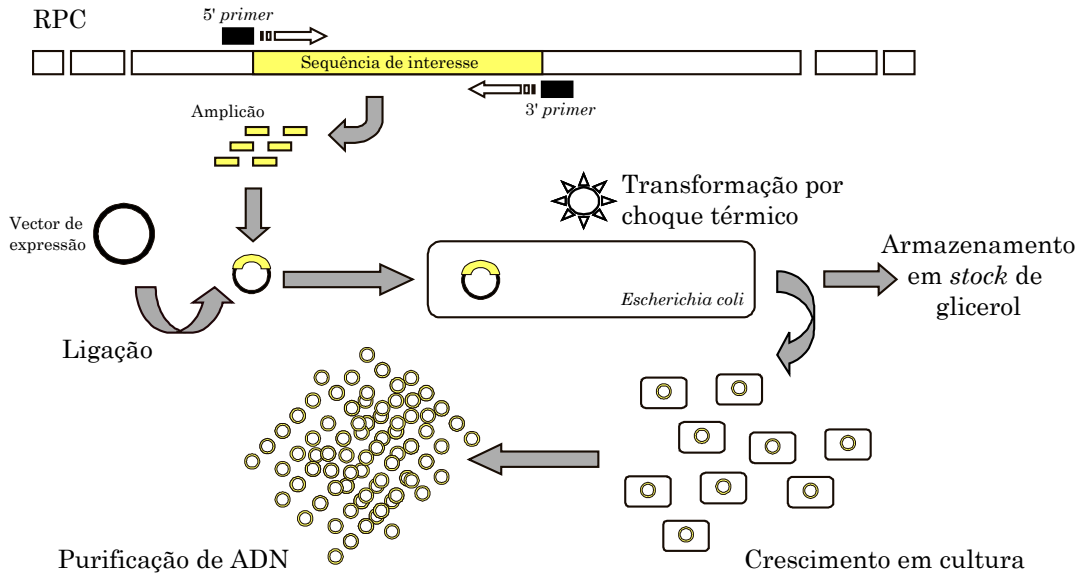 RPC
5' primer
Sequência de interesse
3' primer
Amplicão
Vector de
expressão
Ligação
Transformação por
choque térmico
Escherichia coli
Armazenamento
em stock de
glicerol
Purificação de ADN
Crescimento em cultura